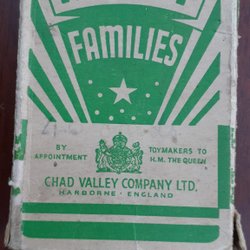 FAMILIES
BY
APPOINTMENT
TOYMAKERS TO
H.M. THE QUEEN
CHAD VALLEY COMPANY LTD.
HARBORNE · ENGLAND